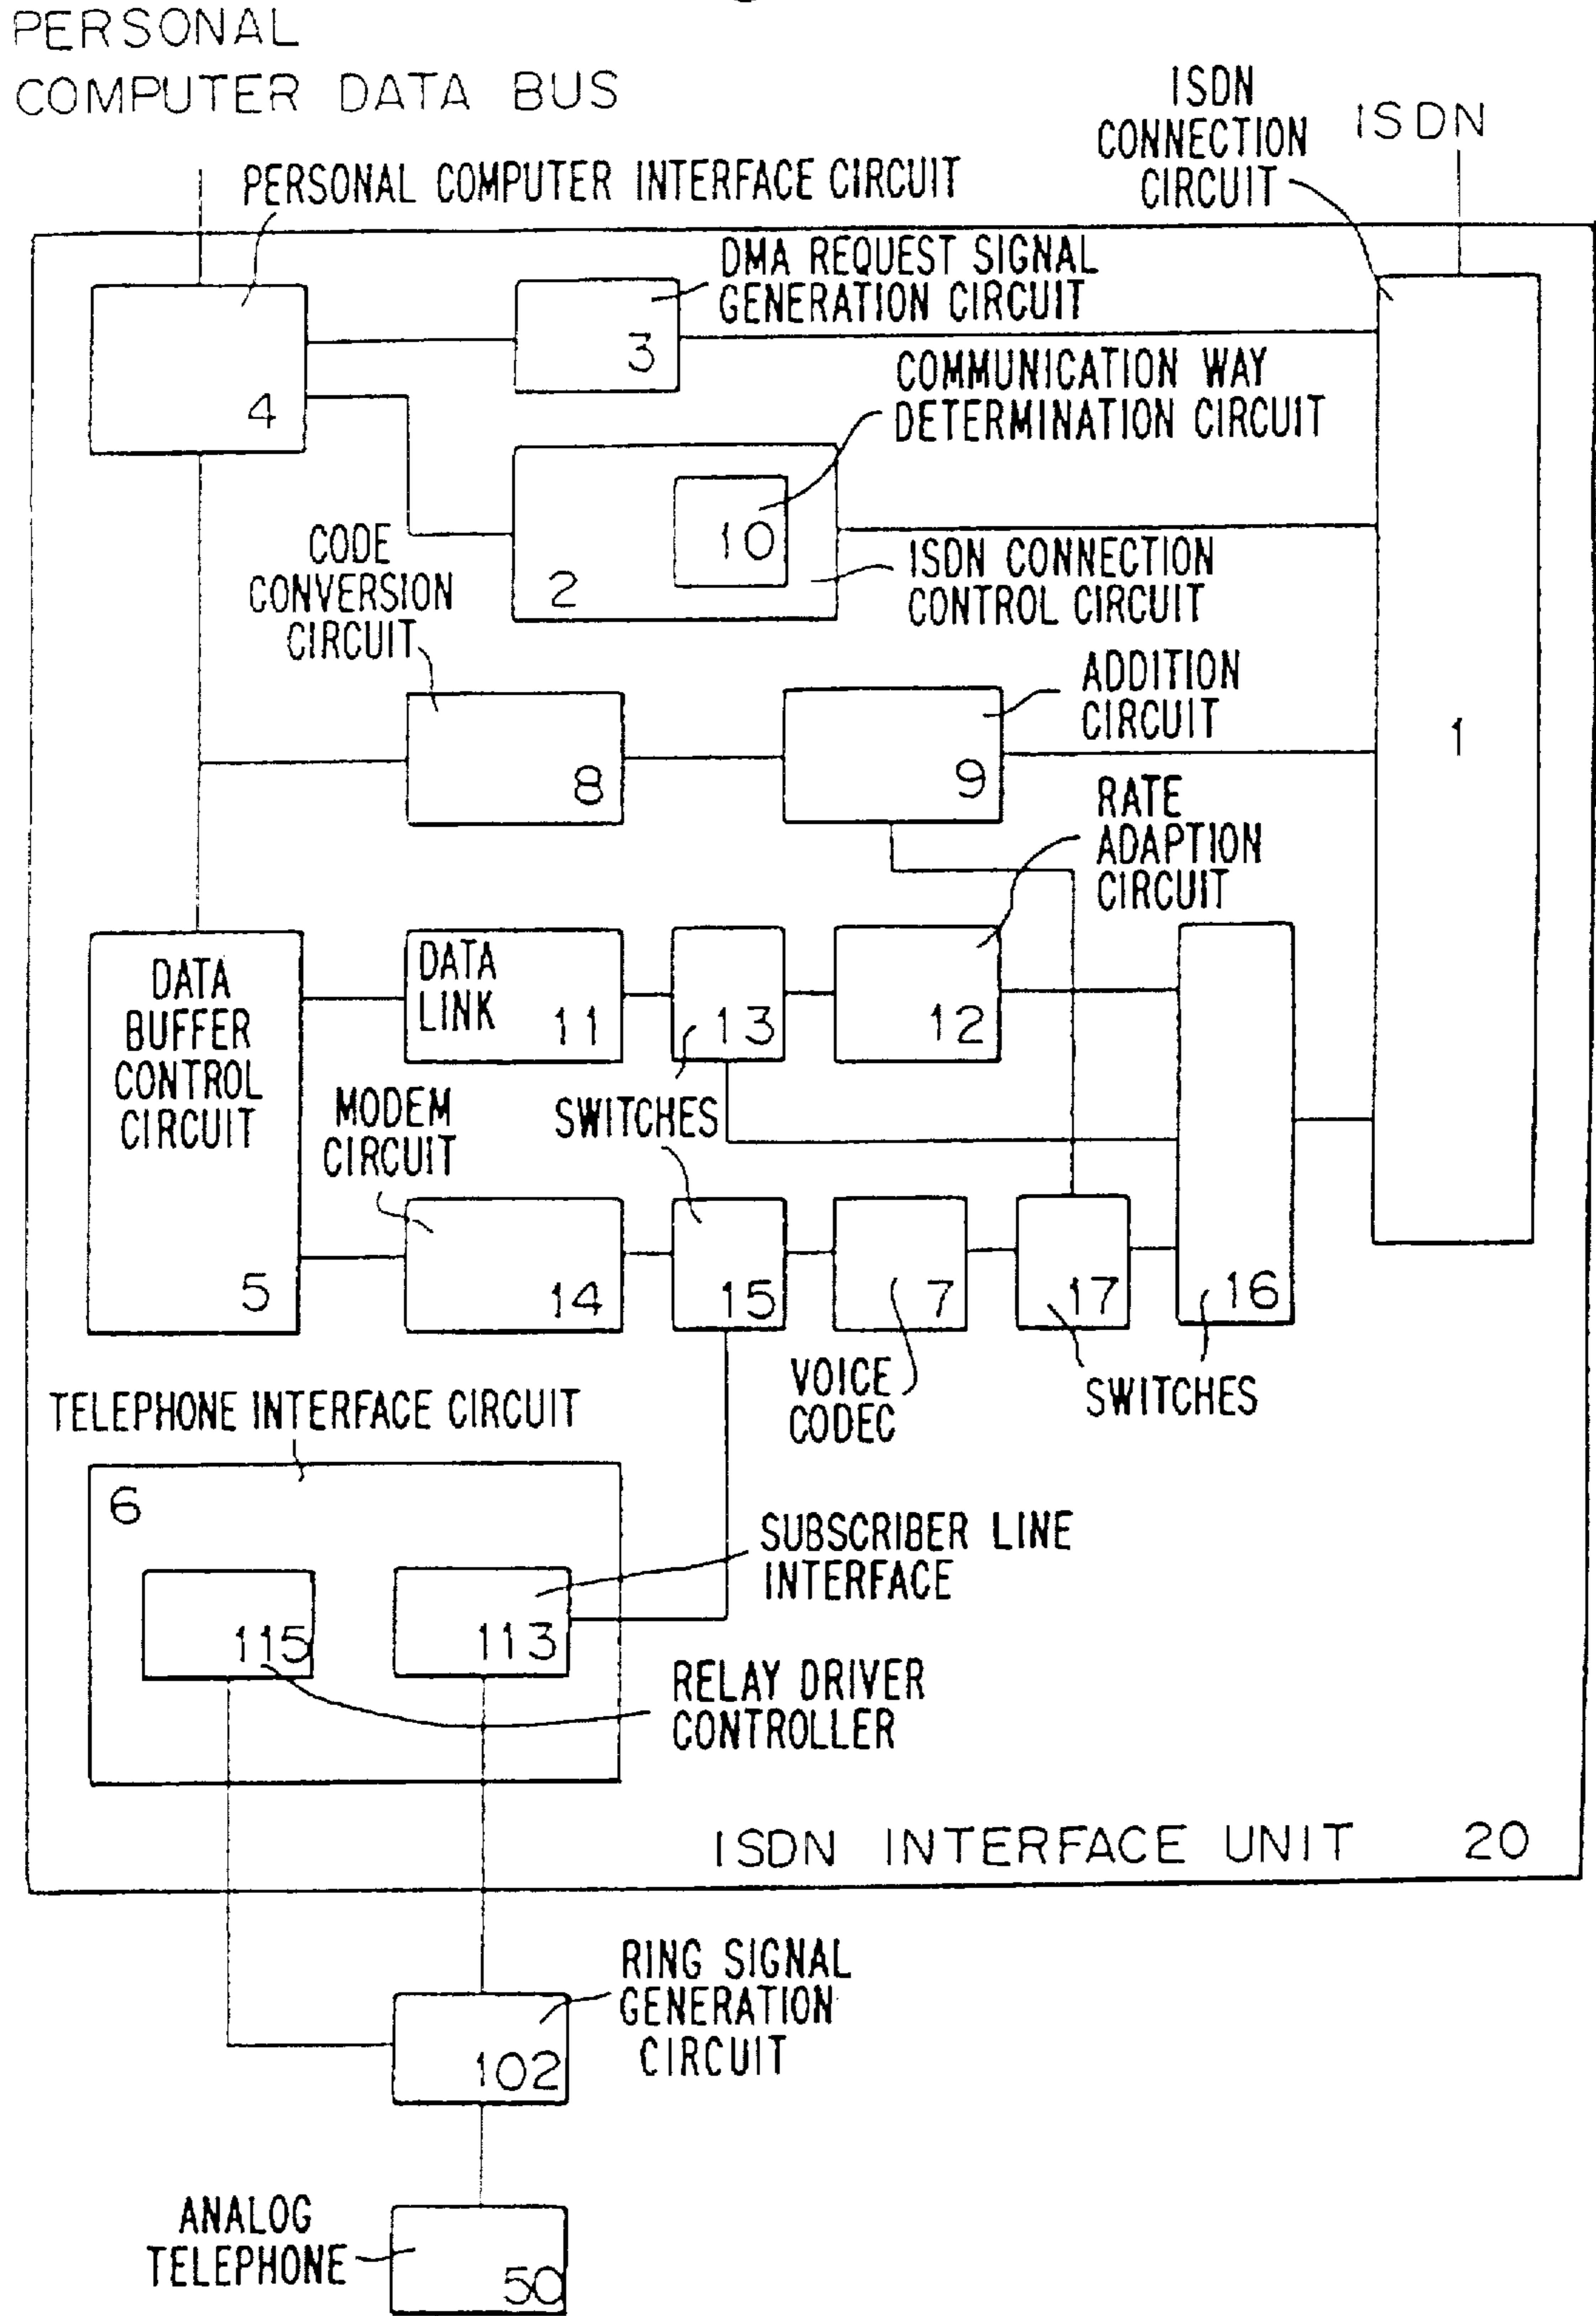 PERSONAL
COMPUTER DATA BUS
ISDN
CONNECTION
CIRCUIT
ISDN
PERSONAL COMPUTER INTERFACE CIRCUIT
DMA REQUEST SIGNAL
GENERATION CIRCUIT
3
4
COMMUNICATION WAY
DETERMINATION CIRCUIT
10
2
ISDN CONNECTION
CONTROL CIRCUIT
CODE
CONVERSION
CIRCUIT
8
ADDITION
CIRCUIT
9
1
RATE
ADAPTION
CIRCUIT
DATA
BUFFER
CONTROL
CIRCUIT
5
DATA
LINK
11
13
12
MODEM
CIRCUIT
SWITCHES
14
15
7
17
16
VOICE
CODEC
SWITCHES
TELEPHONE INTERFACE CIRCUIT
6
SUBSCRIBER LINE
INTERFACE
115
113
RELAY DRIVER
CONTROLLER
ISDN INTERFACE UNIT 20
RING SIGNAL
GENERATION
CIRCUIT
102
ANALOG
TELEPHONE
50